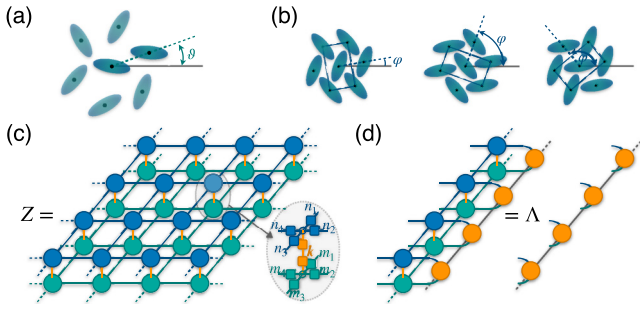 (a)
ϑ
(b)
φ
φ
φ
(c)
(d)
Z =
= Λ
n₁
n₄ n₂
n₃ k
m₁
m₄ m₂
m₃